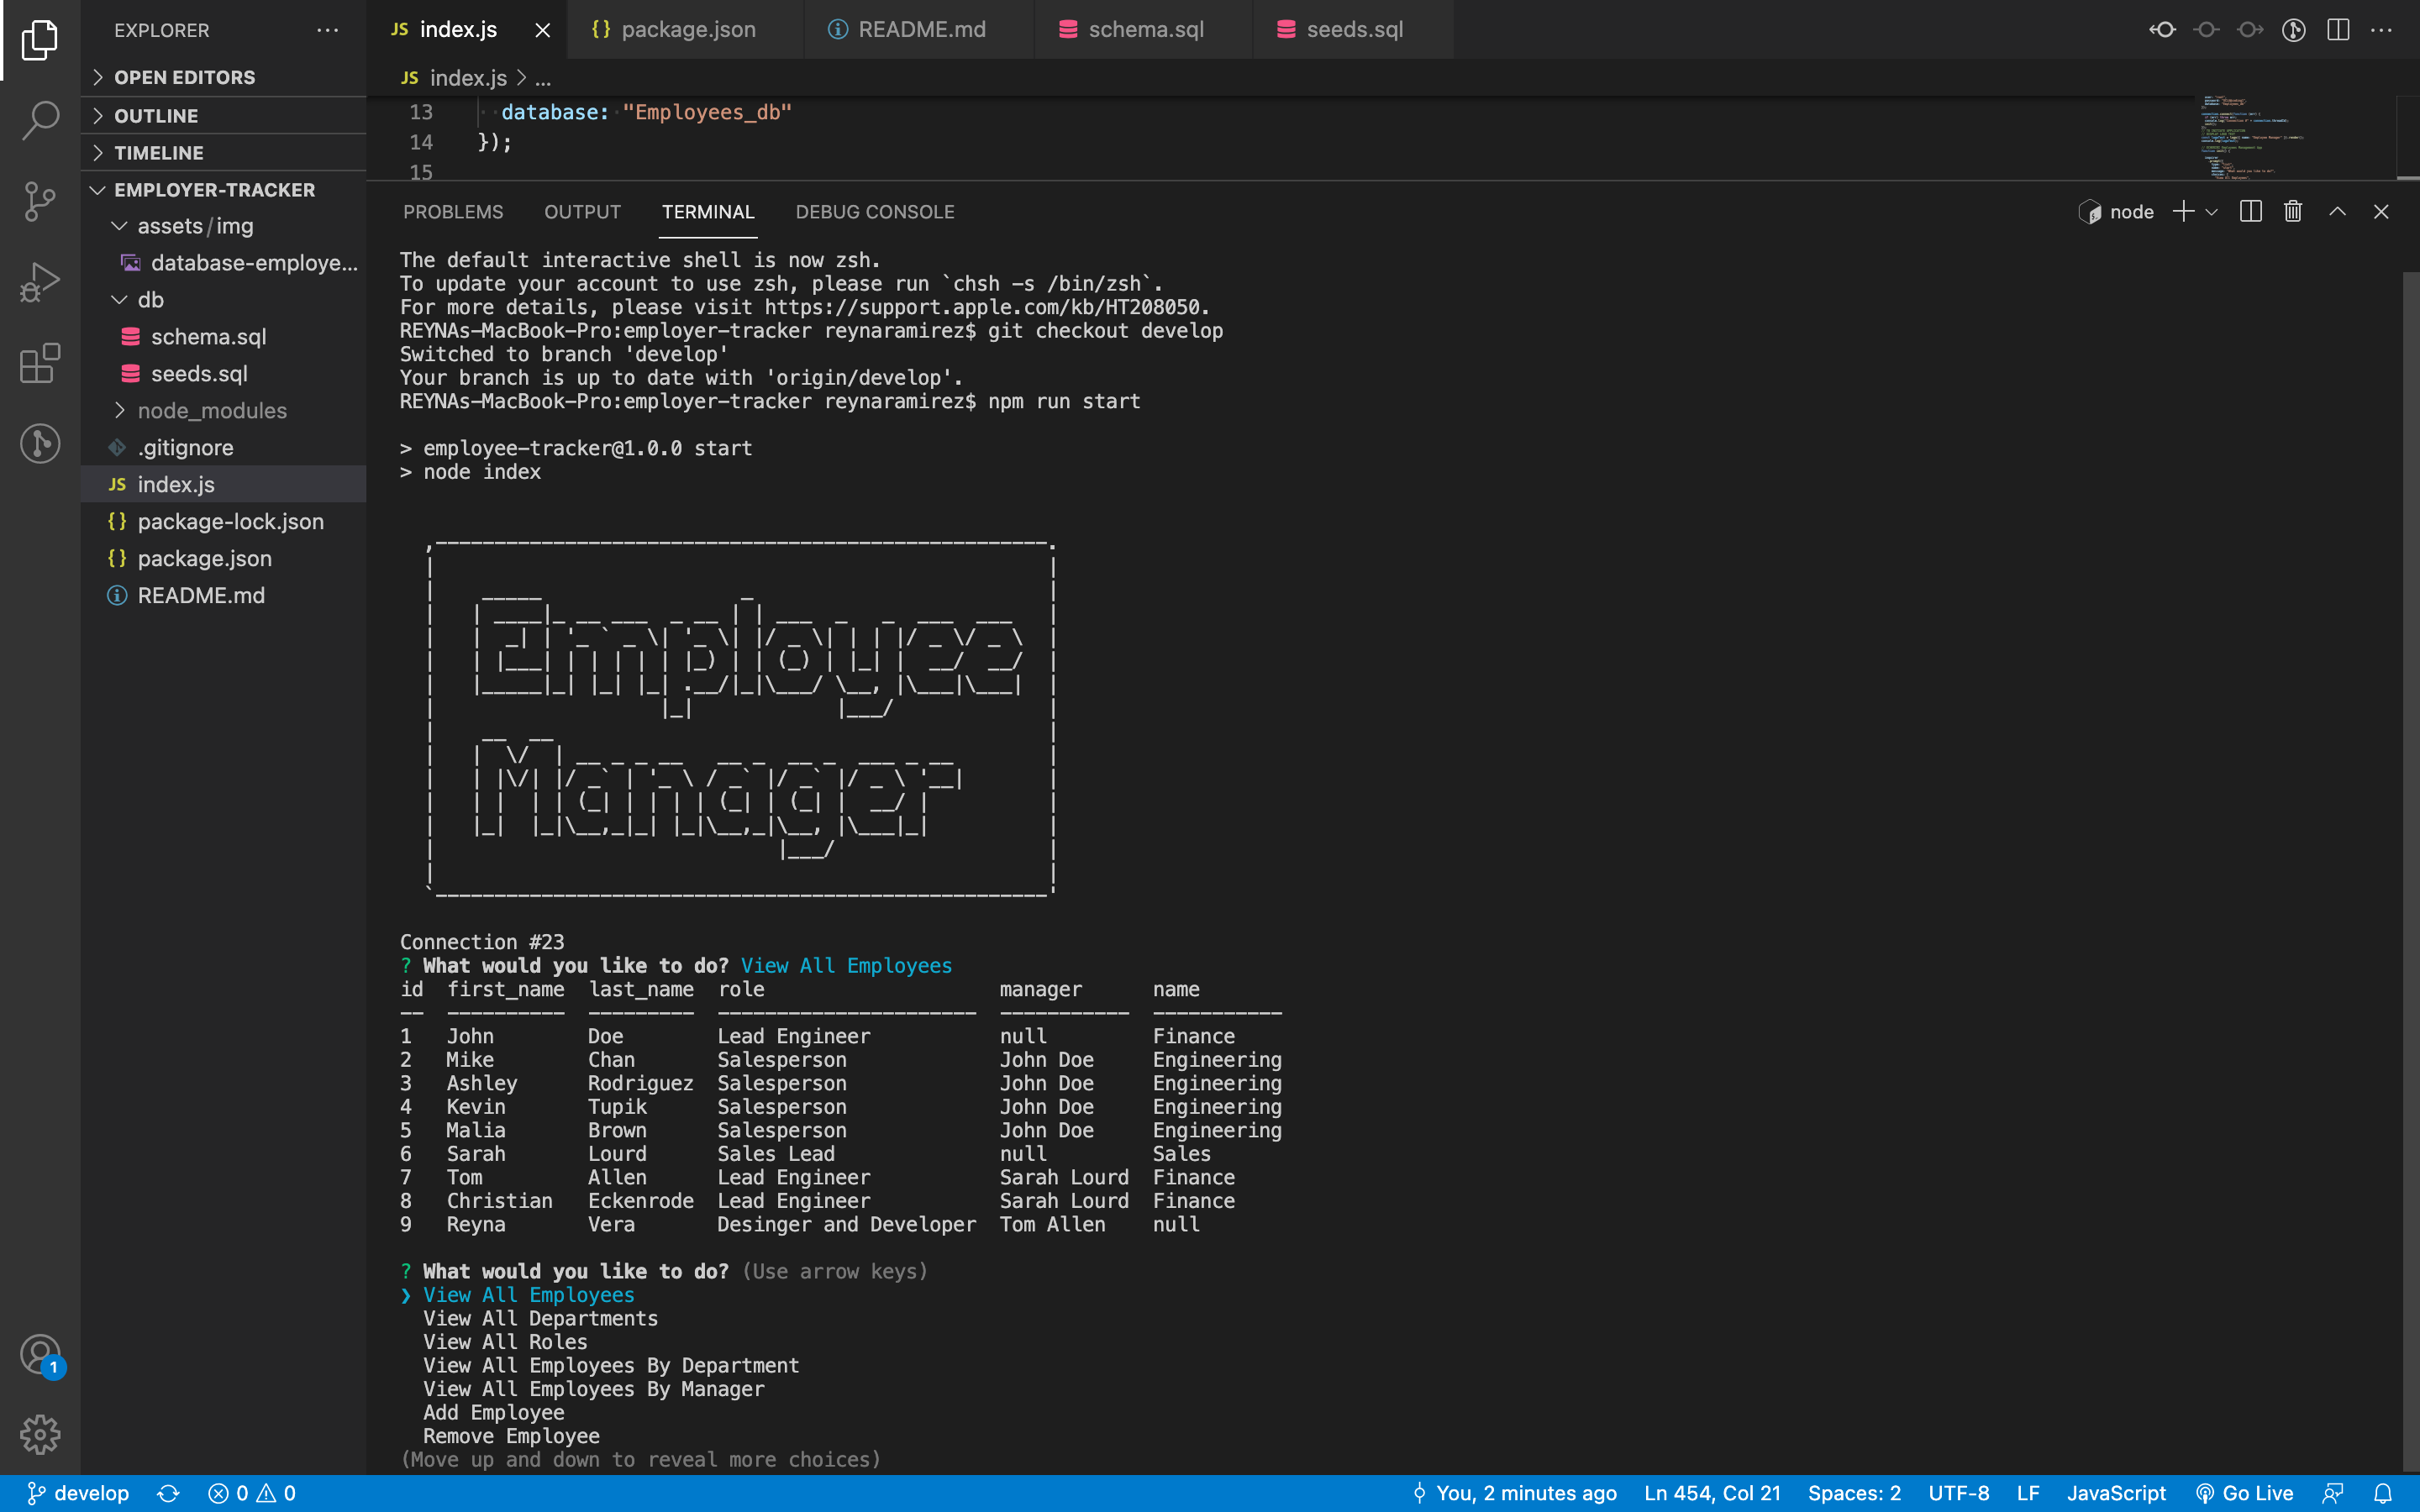 EXPLORER
OPEN EDITORS
OUTLINE
TIMELINE
EMPLOYER-TRACKER
assets/img
database-employe...
db
schema.sql
seeds.sql
node_modules
.gitignore
JS index.js
{} package-lock.json
{} package.json
README.md
1
JS index.js
{} package.json
README.md
schema.sql
seeds.sql
JS index.js > ...
13 database: "Employees_db"
14 });
15
PROBLEMS OUTPUT TERMINAL DEBUG CONSOLE
node
The default interactive shell is now zsh.
To update your account to use zsh, please run `chsh -s /bin/zsh`.
For more details, please visit https://support.apple.com/kb/HT208050.
REYNAs-MacBook-Pro:employer-tracker reynaramirez$ git checkout develop
Switched to branch 'develop'
Your branch is up to date with 'origin/develop'.
REYNAs-MacBook-Pro:employer-tracker reynaramirez$ npm run start
> employee-tracker@1.0.0 start
> node index
Employee
Manager
Connection #23
? What would you like to do? View All Employees
id first_name last_name role manager name
-- ---------- --------- ---------------------- ----------- -----------
1 John Doe Lead Engineer null Finance
2 Mike Chan Salesperson John Doe Engineering
3 Ashley Rodriguez Salesperson John Doe Engineering
4 Kevin Tupik Salesperson John Doe Engineering
5 Malia Brown Salesperson John Doe Engineering
6 Sarah Lourd Sales Lead null Sales
7 Tom Allen Lead Engineer Sarah Lourd Finance
8 Christian Eckenrode Lead Engineer Sarah Lourd Finance
9 Reyna Vera Desinger and Developer Tom Allen null
? What would you like to do? (Use arrow keys)
❯ View All Employees
View All Departments
View All Roles
View All Employees By Department
View All Employees By Manager
Add Employee
Remove Employee
(Move up and down to reveal more choices)
develop 0 0 You, 2 minutes ago Ln 454, Col 21 Spaces: 2 UTF-8 LF JavaScript Go Live